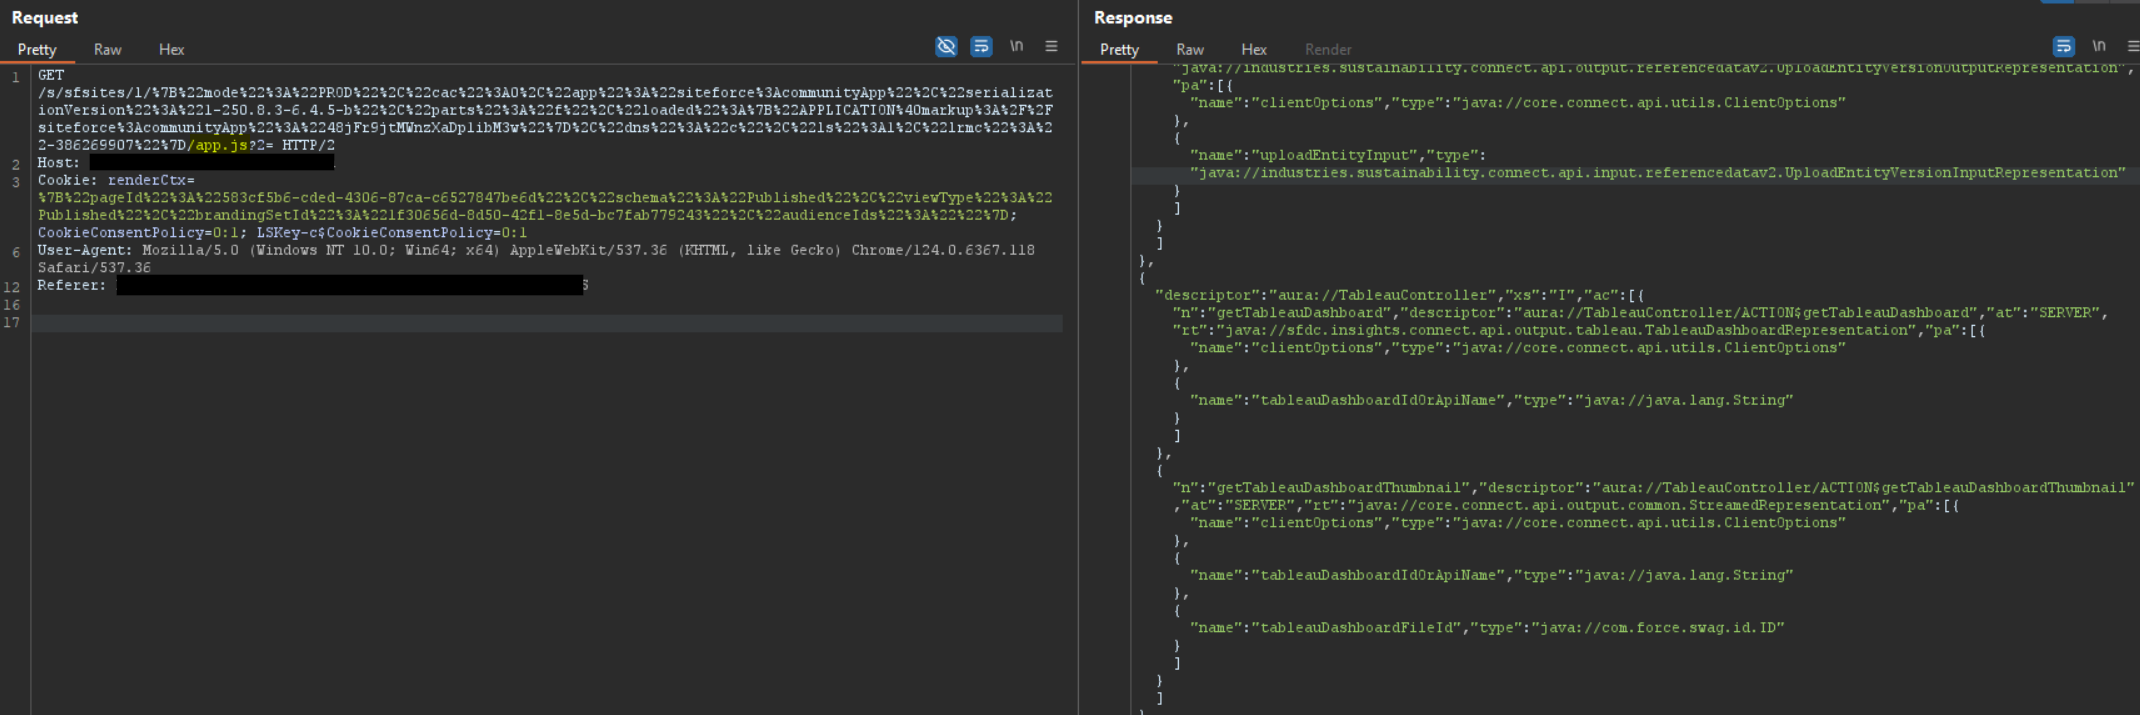 Request
Pretty Raw Hex
\n
1 GET
/s/sfsites/l/%7B%22mode%22%3A%22PROD%22%2C%22cac%22%3A0%2C%22app%22%3A%22siteforce%3AcommunityApp%22%2C%22serializat
ionVersion%22%3A%221-250.8.3-6.4.5-b%22%2C%22parts%22%3A%22f%22%2C%22loaded%22%3A%7B%22APPLICATION%40markup%3A%2F%2F
siteforce%3AcommunityApp%22%3A%2248jFr9jtMWnzXaDplibM3w%22%7D%2C%22dns%22%3A%22c%22%2C%22ls%22%3A1%2C%22lrmc%22%3A%2
2-386269907%22%7D/app.js?2= HTTP/2
2 Host:
3 Cookie: renderCtx=
%7B%22pageId%22%3A%22583cf5b6-cded-4306-87ca-c6527847be6d%22%2C%22schema%22%3A%22Published%22%2C%22viewType%22%3A%22
Published%22%2C%22brandingSetId%22%3A%221f30656d-8d50-42f1-8e5d-bc7fab779243%22%2C%22audienceIds%22%3A%22%22%7D;
CookieConsentPolicy=0:1; LSKey-c$CookieConsentPolicy=0:1
6 User-Agent: Mozilla/5.0 (Windows NT 10.0; Win64; x64) AppleWebKit/537.36 (KHTML, like Gecko) Chrome/124.0.6367.118
Safari/537.36
12 Referer: s
16
17
Response
Pretty Raw Hex Render
\n
"java://industries.sustainability.connect.api.output.referencedatav2.UploadEntityVersionOutputRepresentation",
"pa":[{
"name":"clientOptions","type":"java://core.connect.api.utils.ClientOptions"
},
{
"name":"uploadEntityInput","type":
"java://industries.sustainability.connect.api.input.referencedatav2.UploadEntityVersionInputRepresentation"
}
]
}
]
},
{
"descriptor":"aura://TableauController","xs":"I","ac":[{
"n":"getTableauDashboard","descriptor":"aura://TableauController/ACTION$getTableauDashboard","at":"SERVER",
"rt":"java://sfdc.insights.connect.api.output.tableau.TableauDashboardRepresentation","pa":[{
"name":"clientOptions","type":"java://core.connect.api.utils.ClientOptions"
},
{
"name":"tableauDashboardIdOrApiName","type":"java://java.lang.String"
}
]
},
{
"n":"getTableauDashboardThumbnail","descriptor":"aura://TableauController/ACTION$getTableauDashboardThumbnail"
,"at":"SERVER","rt":"java://core.connect.api.output.common.StreamedRepresentation","pa":[{
"name":"clientOptions","type":"java://core.connect.api.utils.ClientOptions"
},
{
"name":"tableauDashboardIdOrApiName","type":"java://java.lang.String"
},
{
"name":"tableauDashboardFileId","type":"java://com.force.swag.id.ID"
}
]
}
]